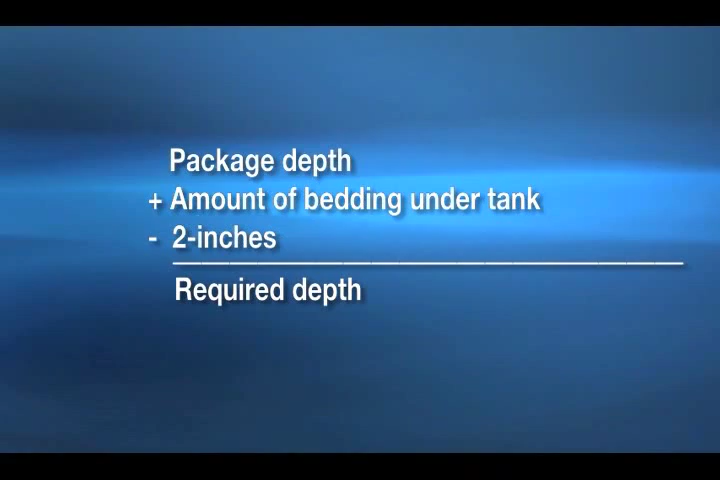 Package depth
+ Amount of bedding under tank
- 2-inches
Required depth